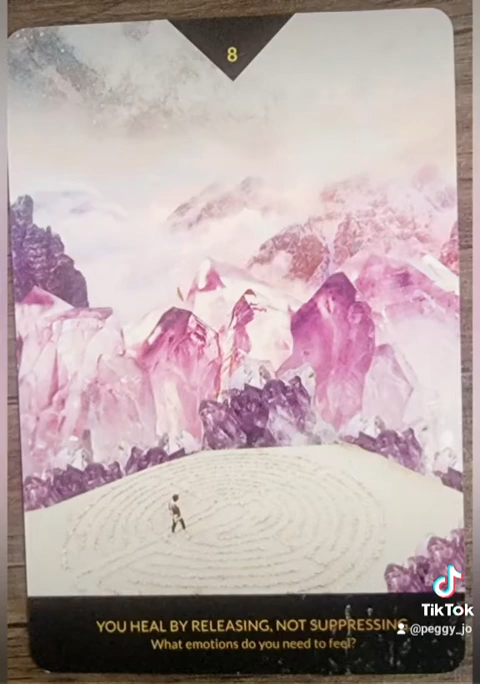 8
YOU HEAL BY RELEASING, NOT SUPPRESSING
What emotions do you need to feel?
TikTok
@peggy_jo